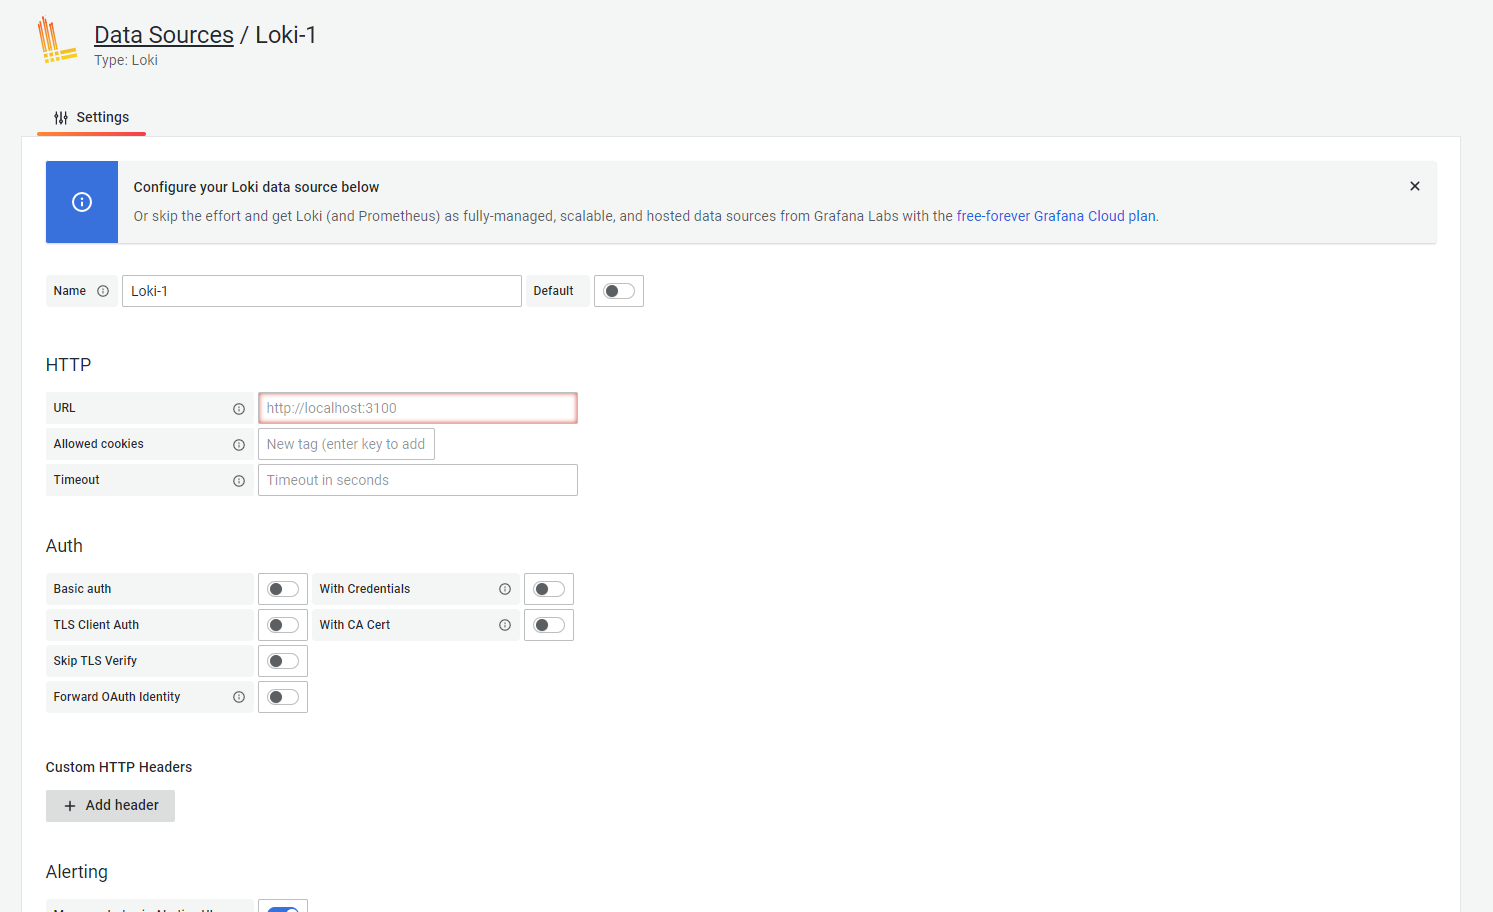 Data Sources / Loki-1
Type: Loki
Settings
Configure your Loki data source below
Or skip the effort and get Loki (and Prometheus) as fully-managed, scalable, and hosted data sources from Grafana Labs with the free-forever Grafana Cloud plan.
Name Loki-1 Default
HTTP
URL http://localhost:3100
Allowed cookies New tag (enter key to add
Timeout Timeout in seconds
Auth
Basic auth With Credentials
TLS Client Auth With CA Cert
Skip TLS Verify
Forward OAuth Identity
Custom HTTP Headers
+ Add header
Alerting